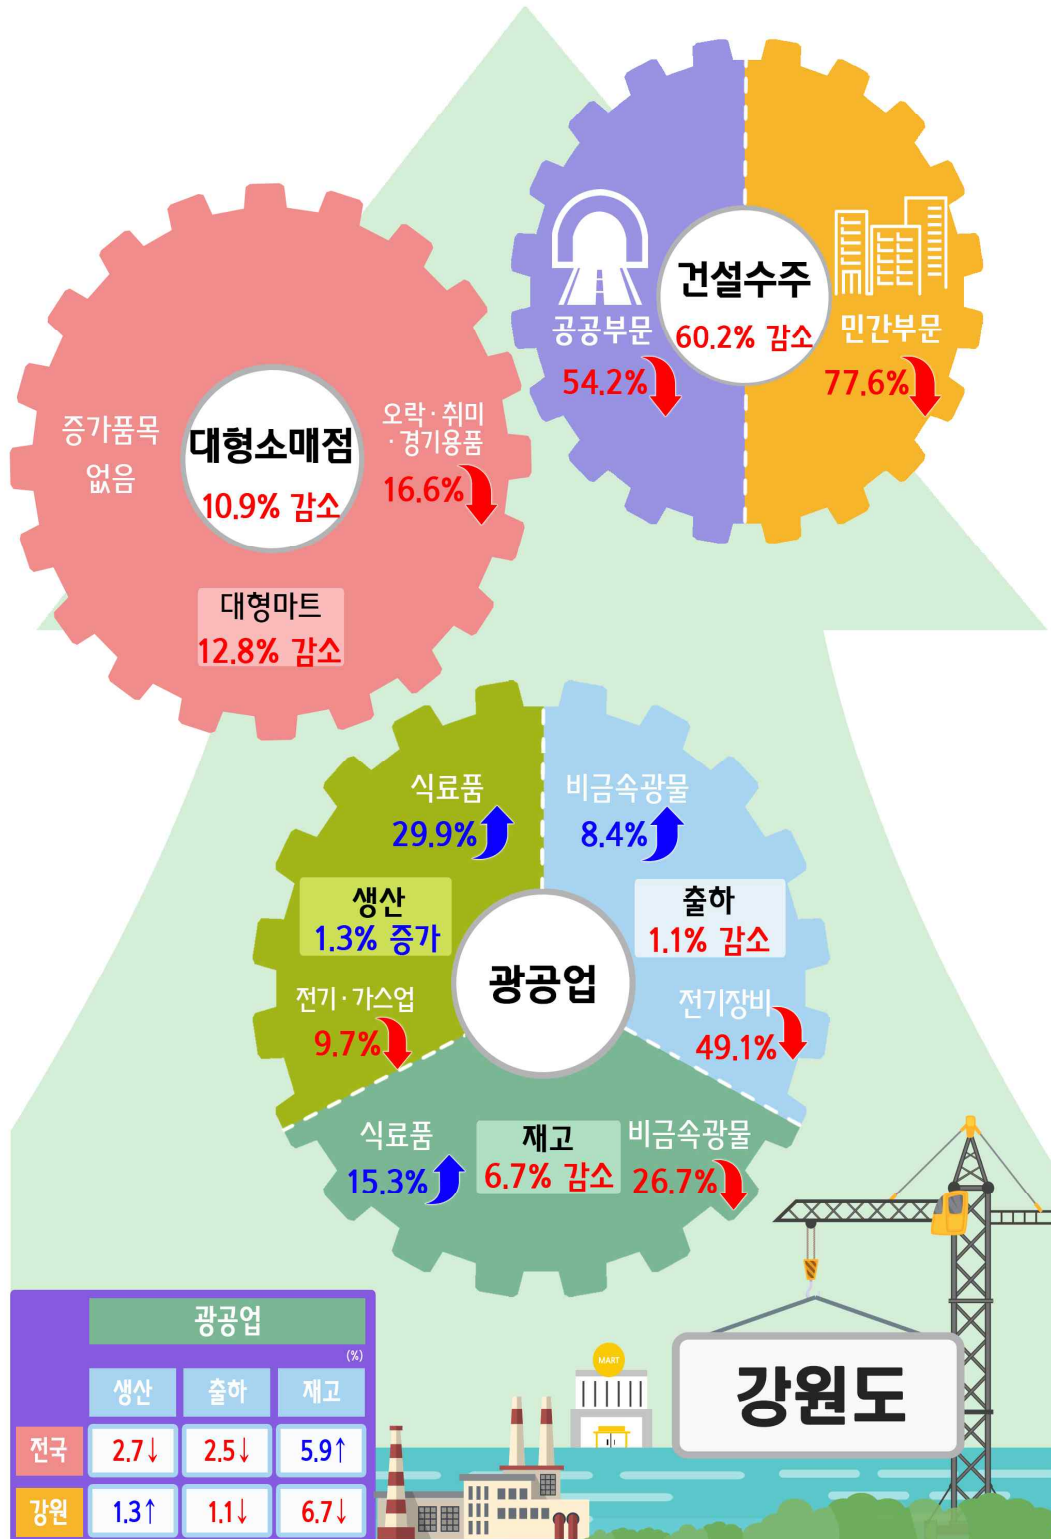 건설수주
60.2% 감소
공공부문
54.2%
민간부문
77.6%
대형소매점
10.9% 감소
증가품목
없음
오락·취미
·경기용품
16.6%
대형마트
12.8% 감소
광공업
식료품
29.9%
생산
1.3% 증가
전기·가스업
9.7%
비금속광물
8.4%
출하
1.1% 감소
전기장비
49.1%
식료품
15.3%
재고
6.7% 감소
비금속광물
26.7%
광공업
(%)
생산 출하 재고
전국 2.7↓ 2.5↓ 5.9↑
강원 1.3↑ 1.1↓ 6.7↓
MART
강원도